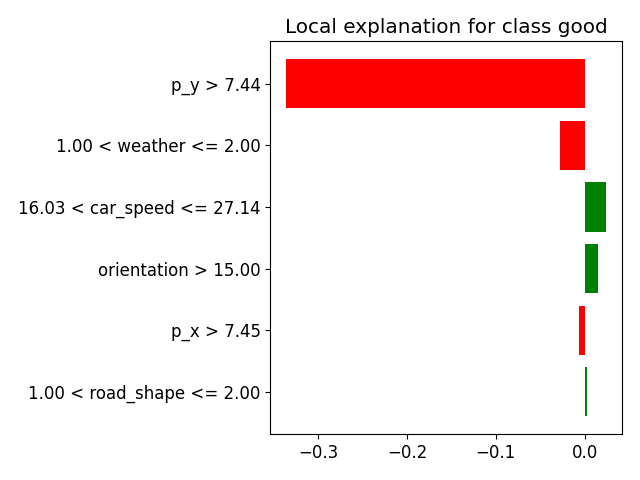 Local explanation for class good
p_y > 7.44
1.00 < weather <= 2.00
16.03 < car_speed <= 27.14
orientation > 15.00
p_x > 7.45
1.00 < road_shape <= 2.00
−0.3 −0.2 −0.1 0.0